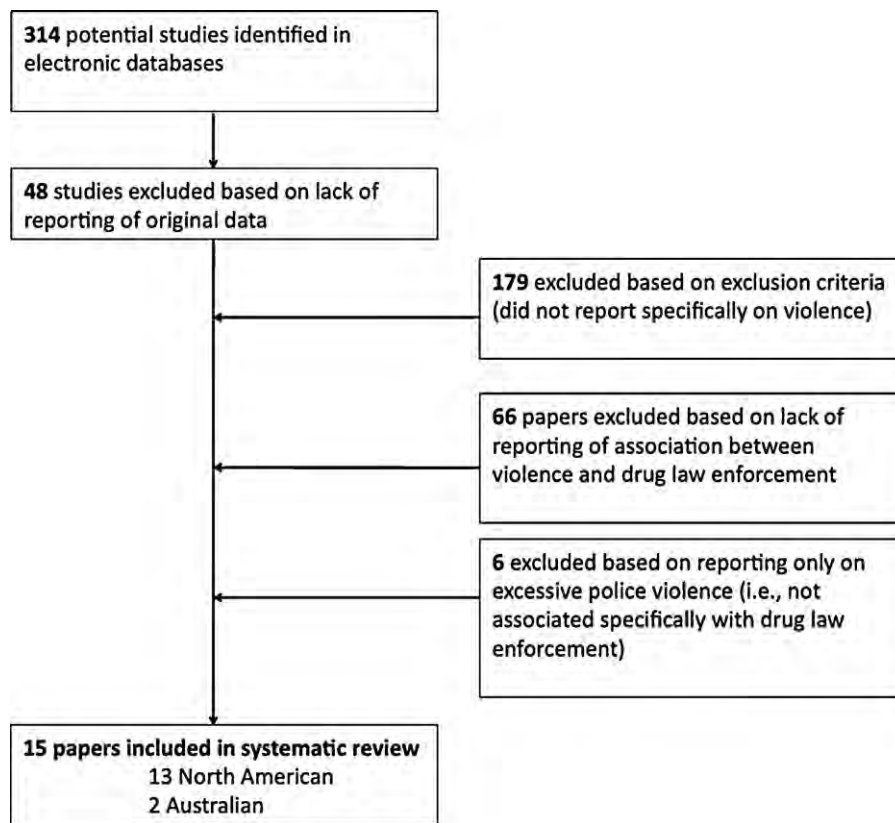 314 potential studies identified in
electronic databases
48 studies excluded based on lack of
reporting of original data
179 excluded based on exclusion criteria
(did not report specifically on violence)
66 papers excluded based on lack of
reporting of association between
violence and drug law enforcement
6 excluded based on reporting only on
excessive police violence (i.e., not
associated specifically with drug law
enforcement)
15 papers included in systematic review
13 North American
2 Australian